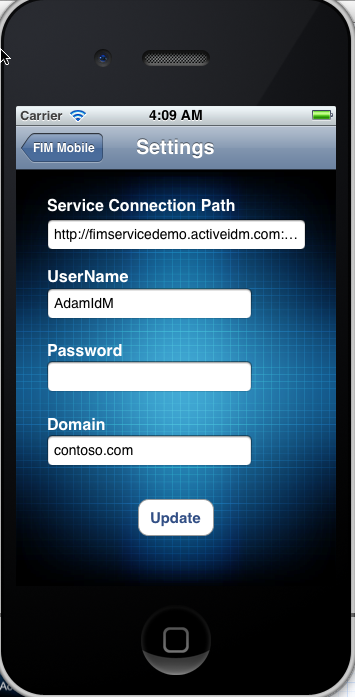 Carrier 4:09 AM
FIM Mobile Settings
Service Connection Path
http://fimservicedemo.activeidm.com:...
UserName
AdamIdM
Password
Domain
contoso.com
Update